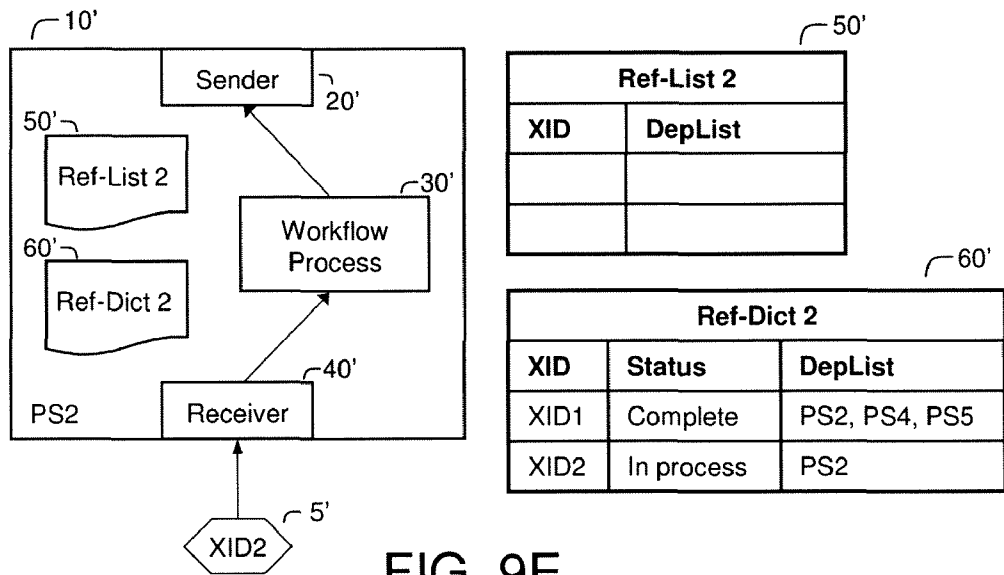 10'
Sender
20'
50'
Ref-List 2
30'
Workflow
Process
60'
Ref-Dict 2
40'
PS2
Receiver
5'
XID2
50'
Ref-List 2
XID DepList
60'
Ref-Dict 2
XID Status DepList
XID1 Complete PS2, PS4, PS5
XID2 In process PS2